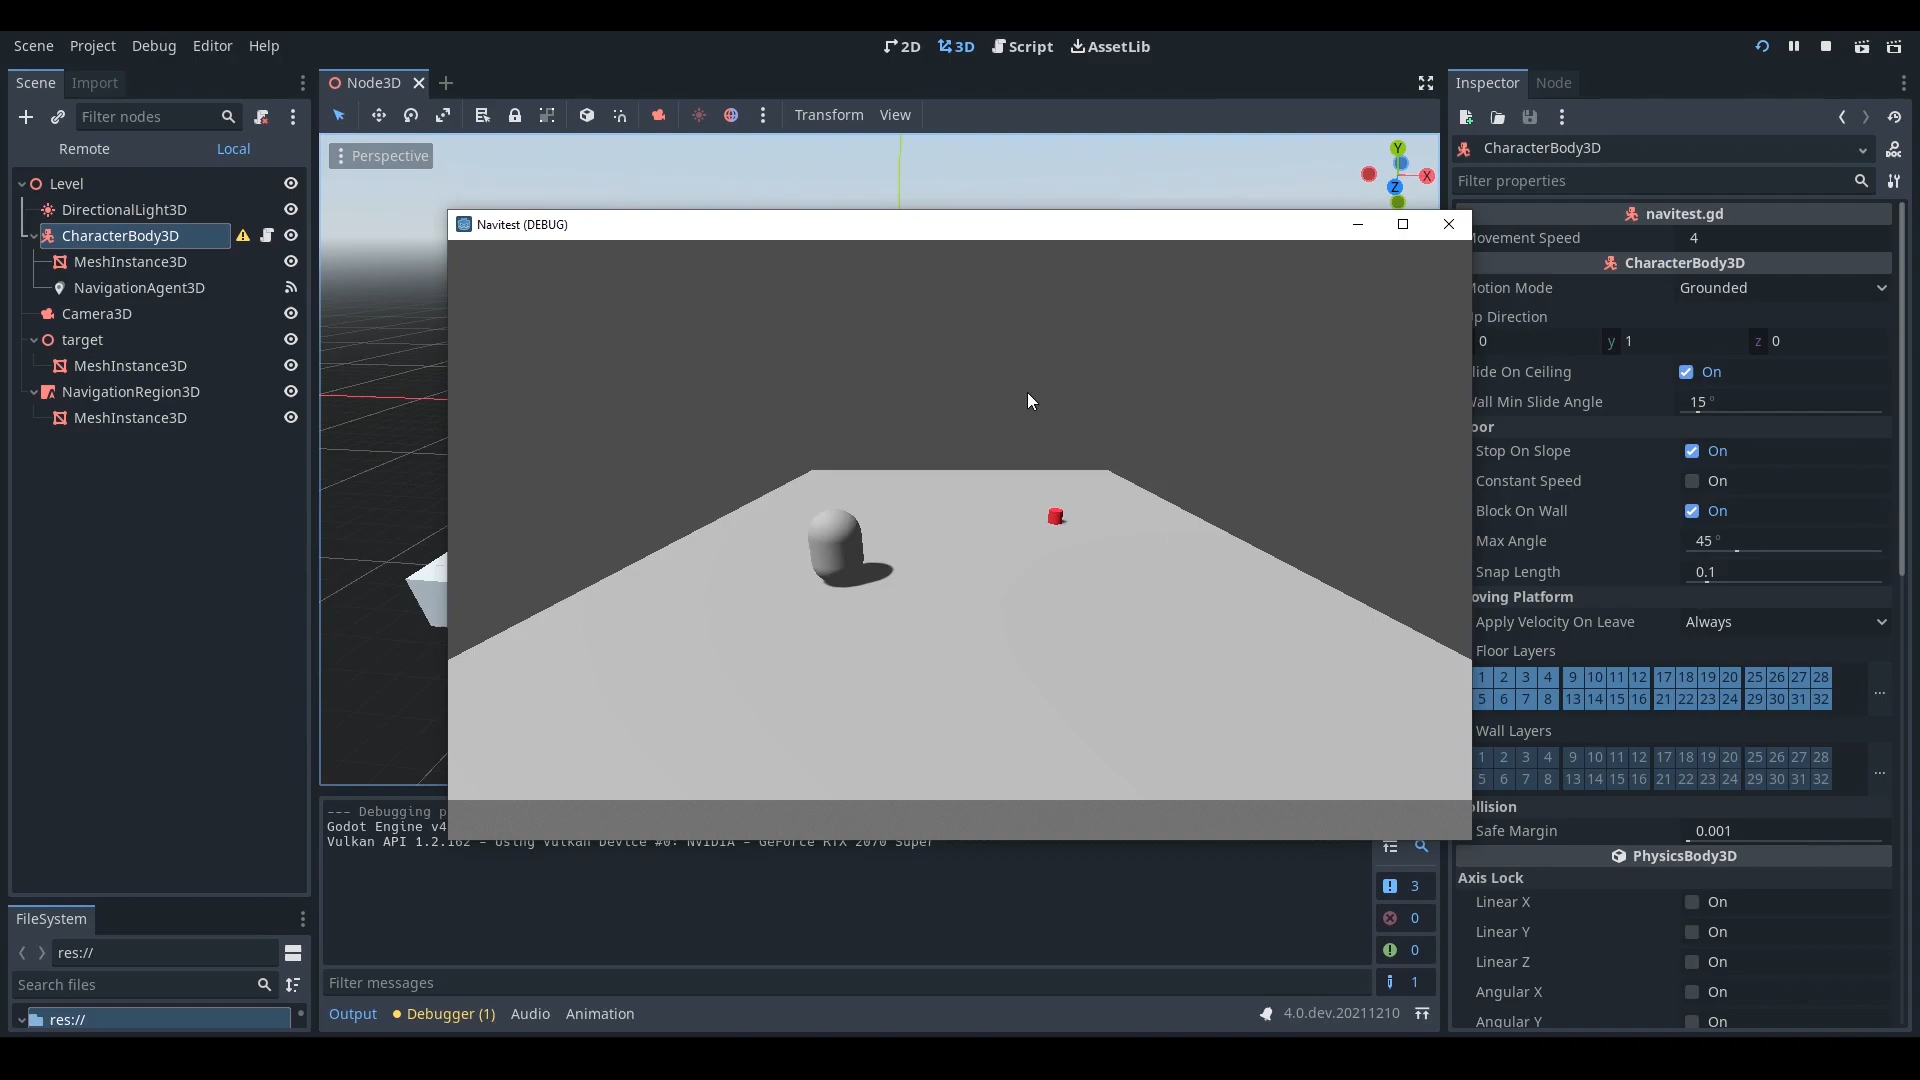 Scene Project Debug Editor Help 2D 3D Script AssetLib
Scene Import
Filter nodes
Remote Local
Level
DirectionalLight3D
CharacterBody3D
MeshInstance3D
NavigationAgent3D
Camera3D
target
MeshInstance3D
NavigationRegion3D
MeshInstance3D
FileSystem
res://
Search files
res://
Node3D
Transform View
Perspective
Y
X
Z
Navitest (DEBUG)
--- Debugging p
Godot Engine v4
Vulkan API 1.2.162 - Using Vulkan Device #0: NVIDIA - GeForce RTX 2070 Super
3
0
0
1
Filter messages
Output Debugger (1) Audio Animation 4.0.dev.20211210
Inspector Node
CharacterBody3D
Filter properties
navitest.gd
ovement Speed 4
CharacterBody3D
otion Mode Grounded
p Direction
0 y 1 z 0
lide On Ceiling On
all Min Slide Angle 15 °
oor
Stop On Slope On
Constant Speed On
Block On Wall On
Max Angle 45 °
Snap Length 0.1
oving Platform
Apply Velocity On Leave Always
Floor Layers
1 2 3 4 9 10 11 12 17 18 19 20 25 26 27 28
5 6 7 8 13 14 15 16 21 22 23 24 29 30 31 32
...
Wall Layers
1 2 3 4 9 10 11 12 17 18 19 20 25 26 27 28
5 6 7 8 13 14 15 16 21 22 23 24 29 30 31 32
...
ollision
Safe Margin 0.001
PhysicsBody3D
Axis Lock
Linear X On
Linear Y On
Linear Z On
Angular X On
Angular Y On